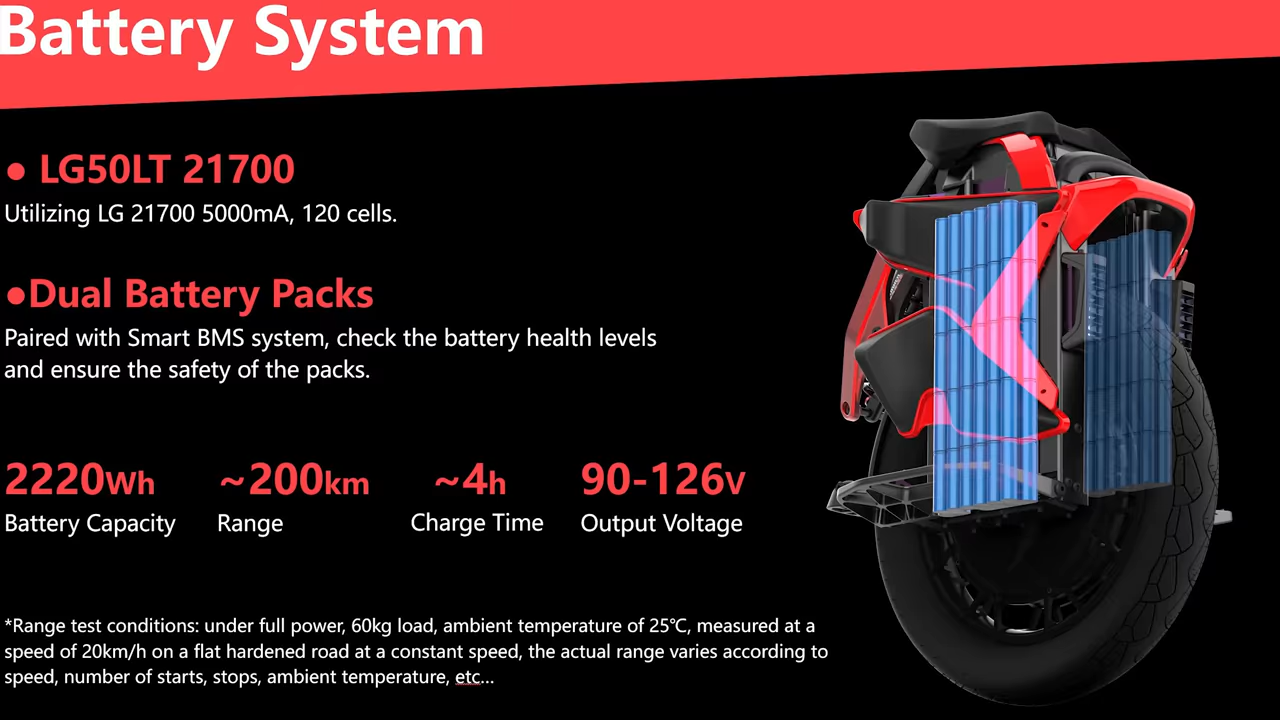 Battery System
● LG50LT 21700
Utilizing LG 21700 5000mA, 120 cells.
●Dual Battery Packs
Paired with Smart BMS system, check the battery health levels
and ensure the safety of the packs.
2220Wh ~200km ~4h 90-126V
Battery Capacity Range Charge Time Output Voltage
*Range test conditions: under full power, 60kg load, ambient temperature of 25℃, measured at a
speed of 20km/h on a flat hardened road at a constant speed, the actual range varies according to
speed, number of starts, stops, ambient temperature, etc...